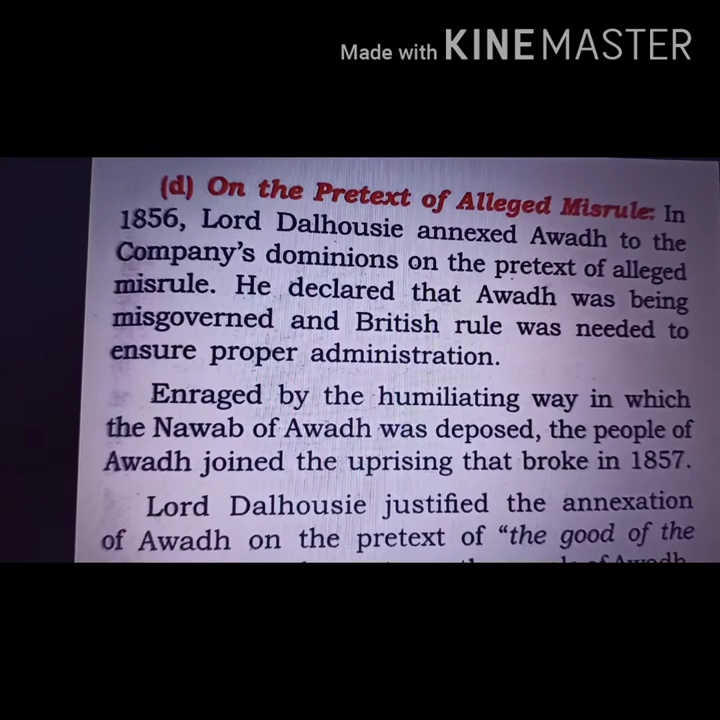 Made with KINEMASTER
(d) On the Pretext of Alleged Misrule: In
1856, Lord Dalhousie annexed Awadh to the
Company's dominions on the pretext of alleged
misrule. He declared that Awadh was being
misgoverned and British rule was needed to
ensure proper administration.
Enraged by the humiliating way in which
the Nawab of Awadh was deposed, the people of
Awadh joined the uprising that broke in 1857.
Lord Dalhousie justified the annexation
of Awadh on the pretext of “the good of the
of Awadh